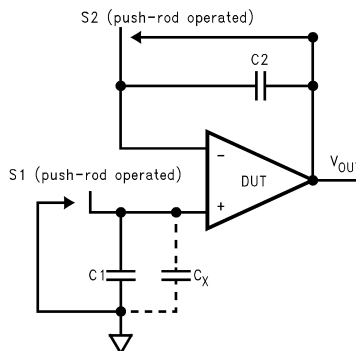 S2 (push-rod operated)
C2
−
DUT
VOUT
S1 (push-rod operated)
+
C1
CX